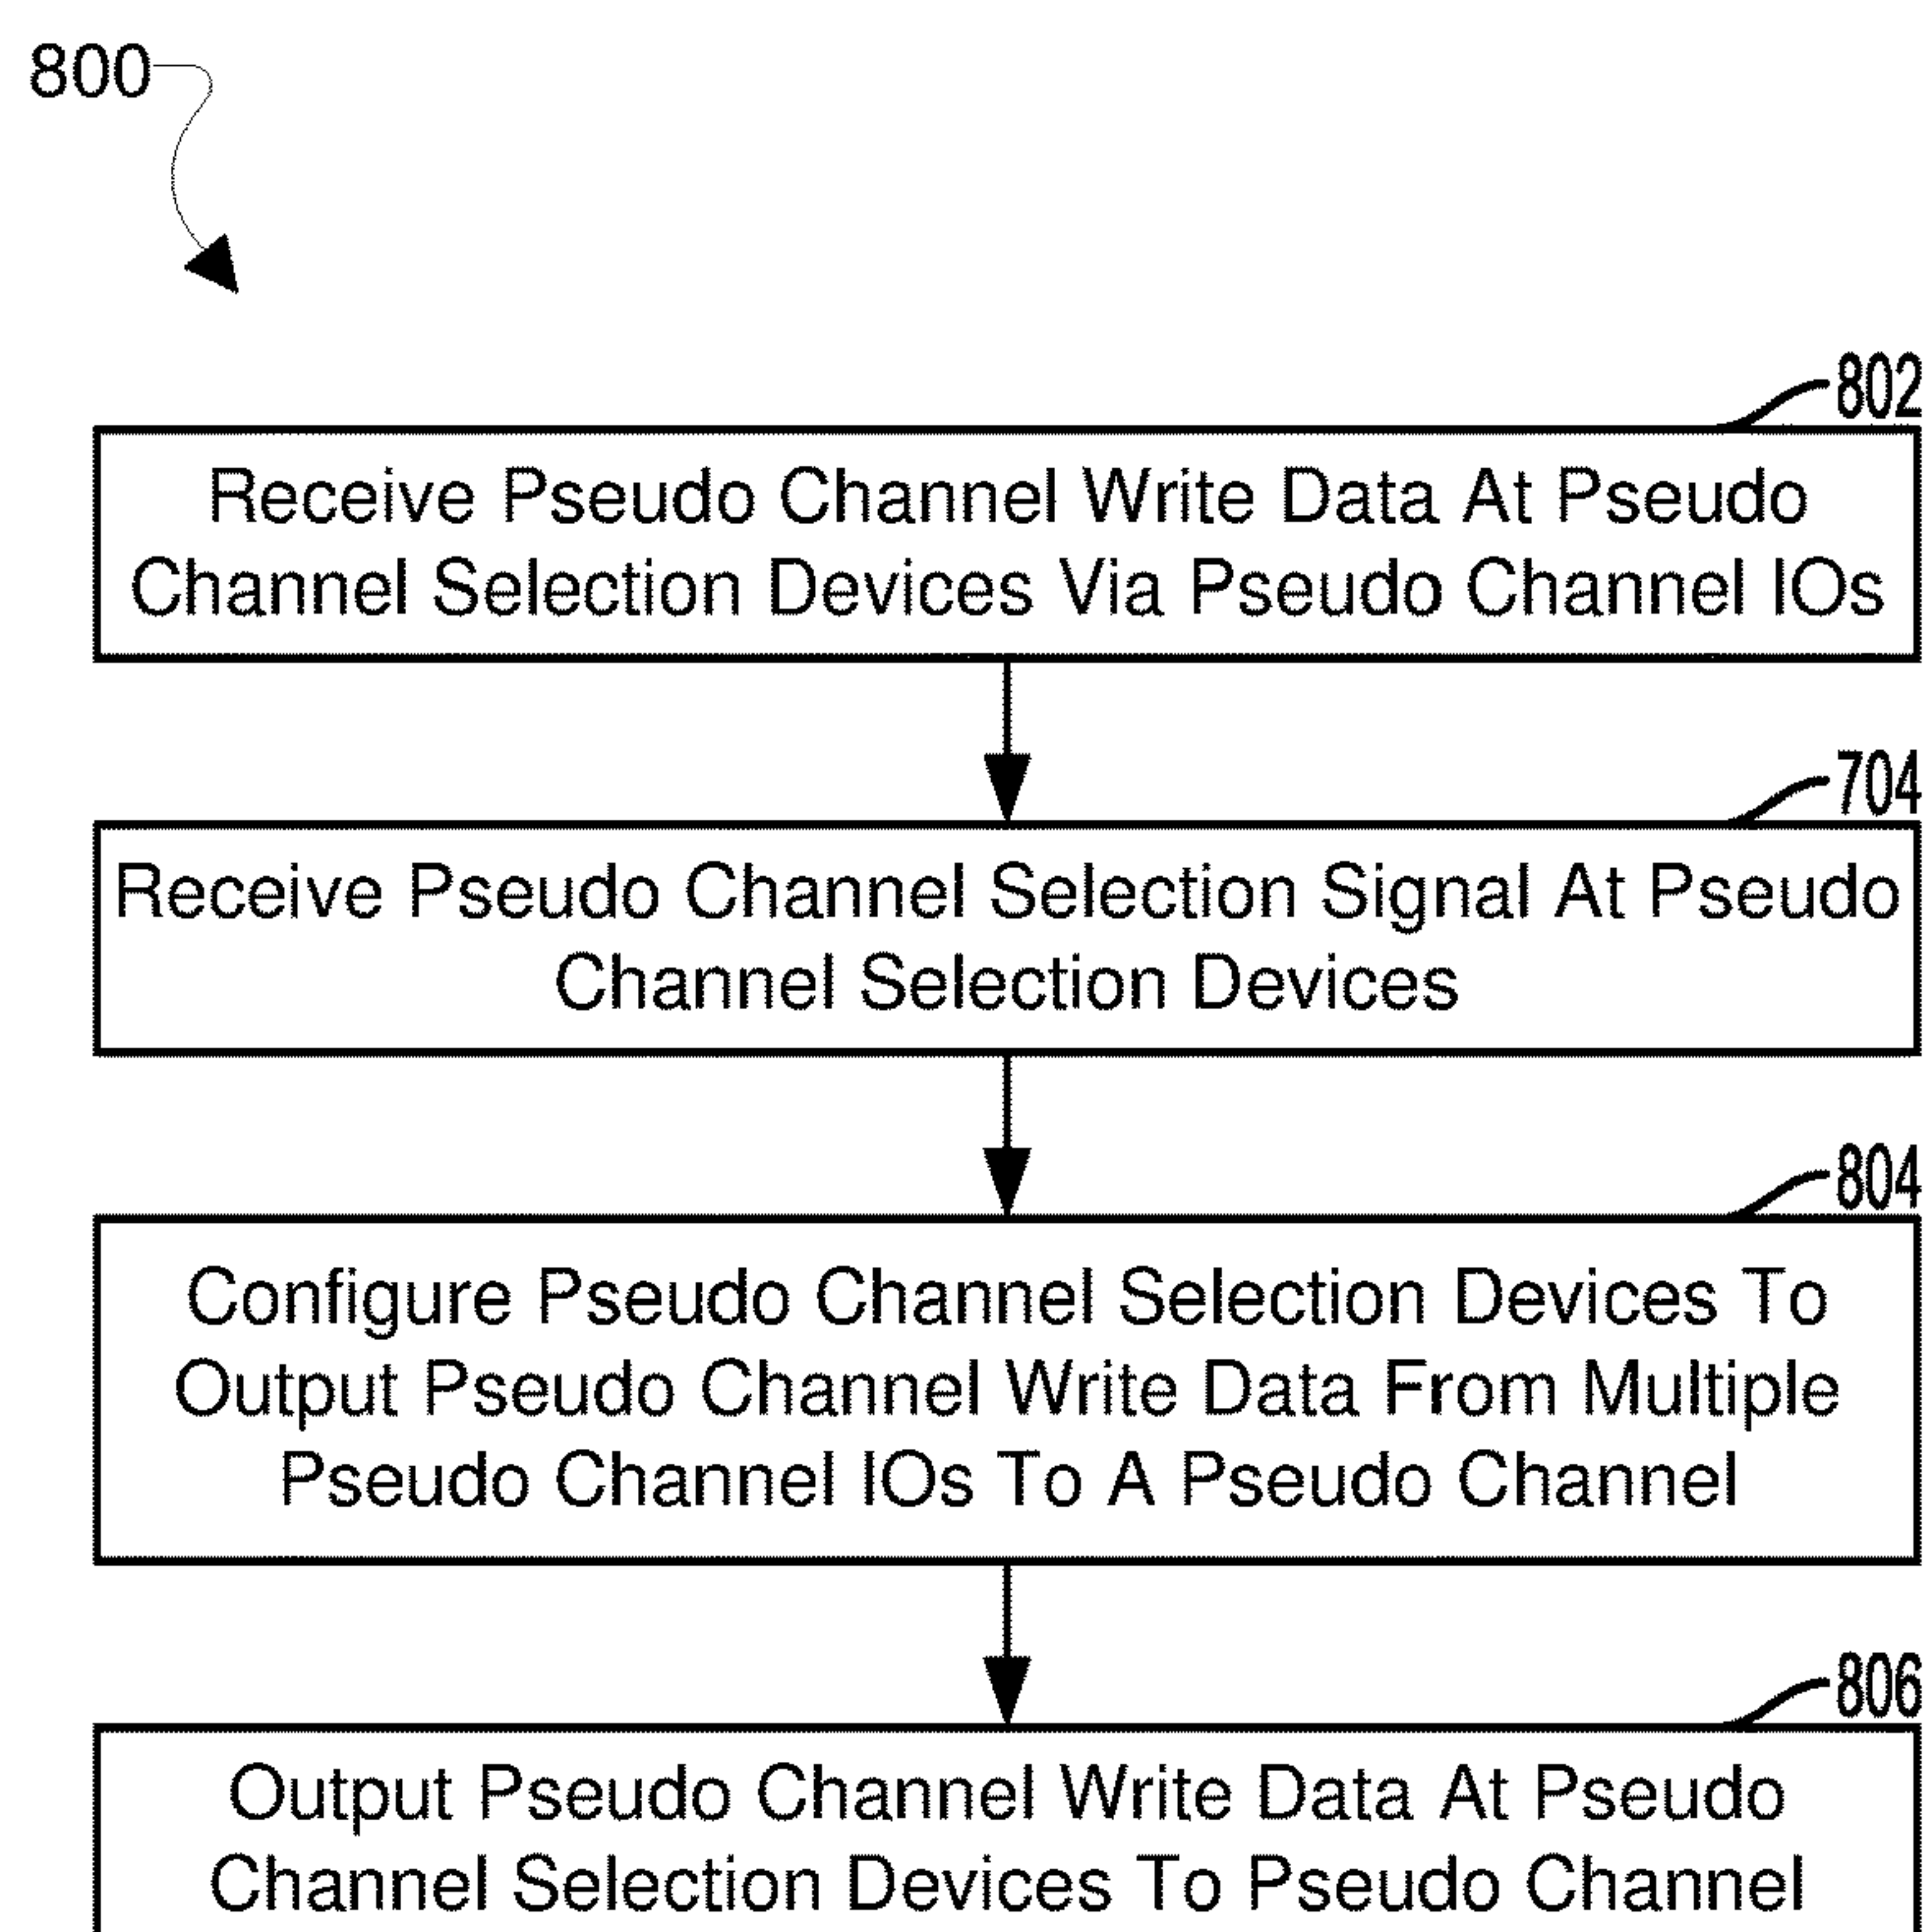 800
802
Receive Pseudo Channel Write Data At Pseudo
Channel Selection Devices Via Pseudo Channel IOs
704
Receive Pseudo Channel Selection Signal At Pseudo
Channel Selection Devices
804
Configure Pseudo Channel Selection Devices To
Output Pseudo Channel Write Data From Multiple
Pseudo Channel IOs To A Pseudo Channel
806
Output Pseudo Channel Write Data At Pseudo
Channel Selection Devices To Pseudo Channel